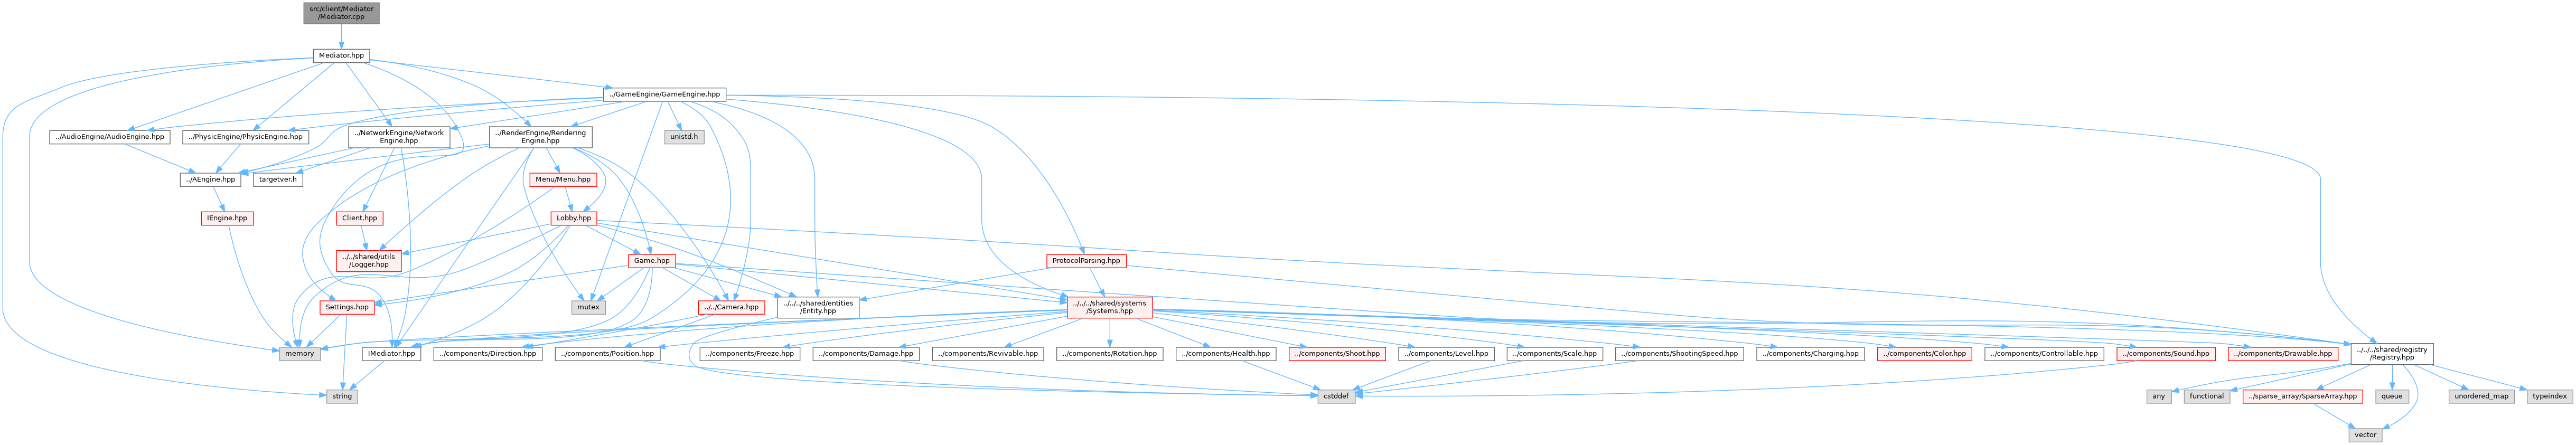 src/client/Mediator
/Mediator.cpp
Mediator.hpp
../GameEngine/GameEngine.hpp
../AudioEngine/AudioEngine.hpp
../PhysicEngine/PhysicEngine.hpp
../NetworkEngine/Network
Engine.hpp
../RenderEngine/Rendering
Engine.hpp
unistd.h
../AEngine.hpp
targetver.h
Menu/Menu.hpp
IEngine.hpp
Client.hpp
Lobby.hpp
../../shared/utils
/Logger.hpp
Game.hpp
ProtocolParsing.hpp
Settings.hpp
mutex
../../Camera.hpp
../../../shared/entities
/Entity.hpp
../../../shared/systems
/Systems.hpp
memory
IMediator.hpp
../components/Direction.hpp
../components/Position.hpp
../components/Freeze.hpp
../components/Damage.hpp
../components/Revivable.hpp
../components/Rotation.hpp
../components/Health.hpp
../components/Shoot.hpp
../components/Level.hpp
../components/Scale.hpp
../components/ShootingSpeed.hpp
../components/Charging.hpp
../components/Color.hpp
../components/Controllable.hpp
../components/Sound.hpp
../components/Drawable.hpp
../../../shared/registry
/Registry.hpp
string
cstddef
any
functional
../sparse_array/SparseArray.hpp
queue
unordered_map
typeindex
vector